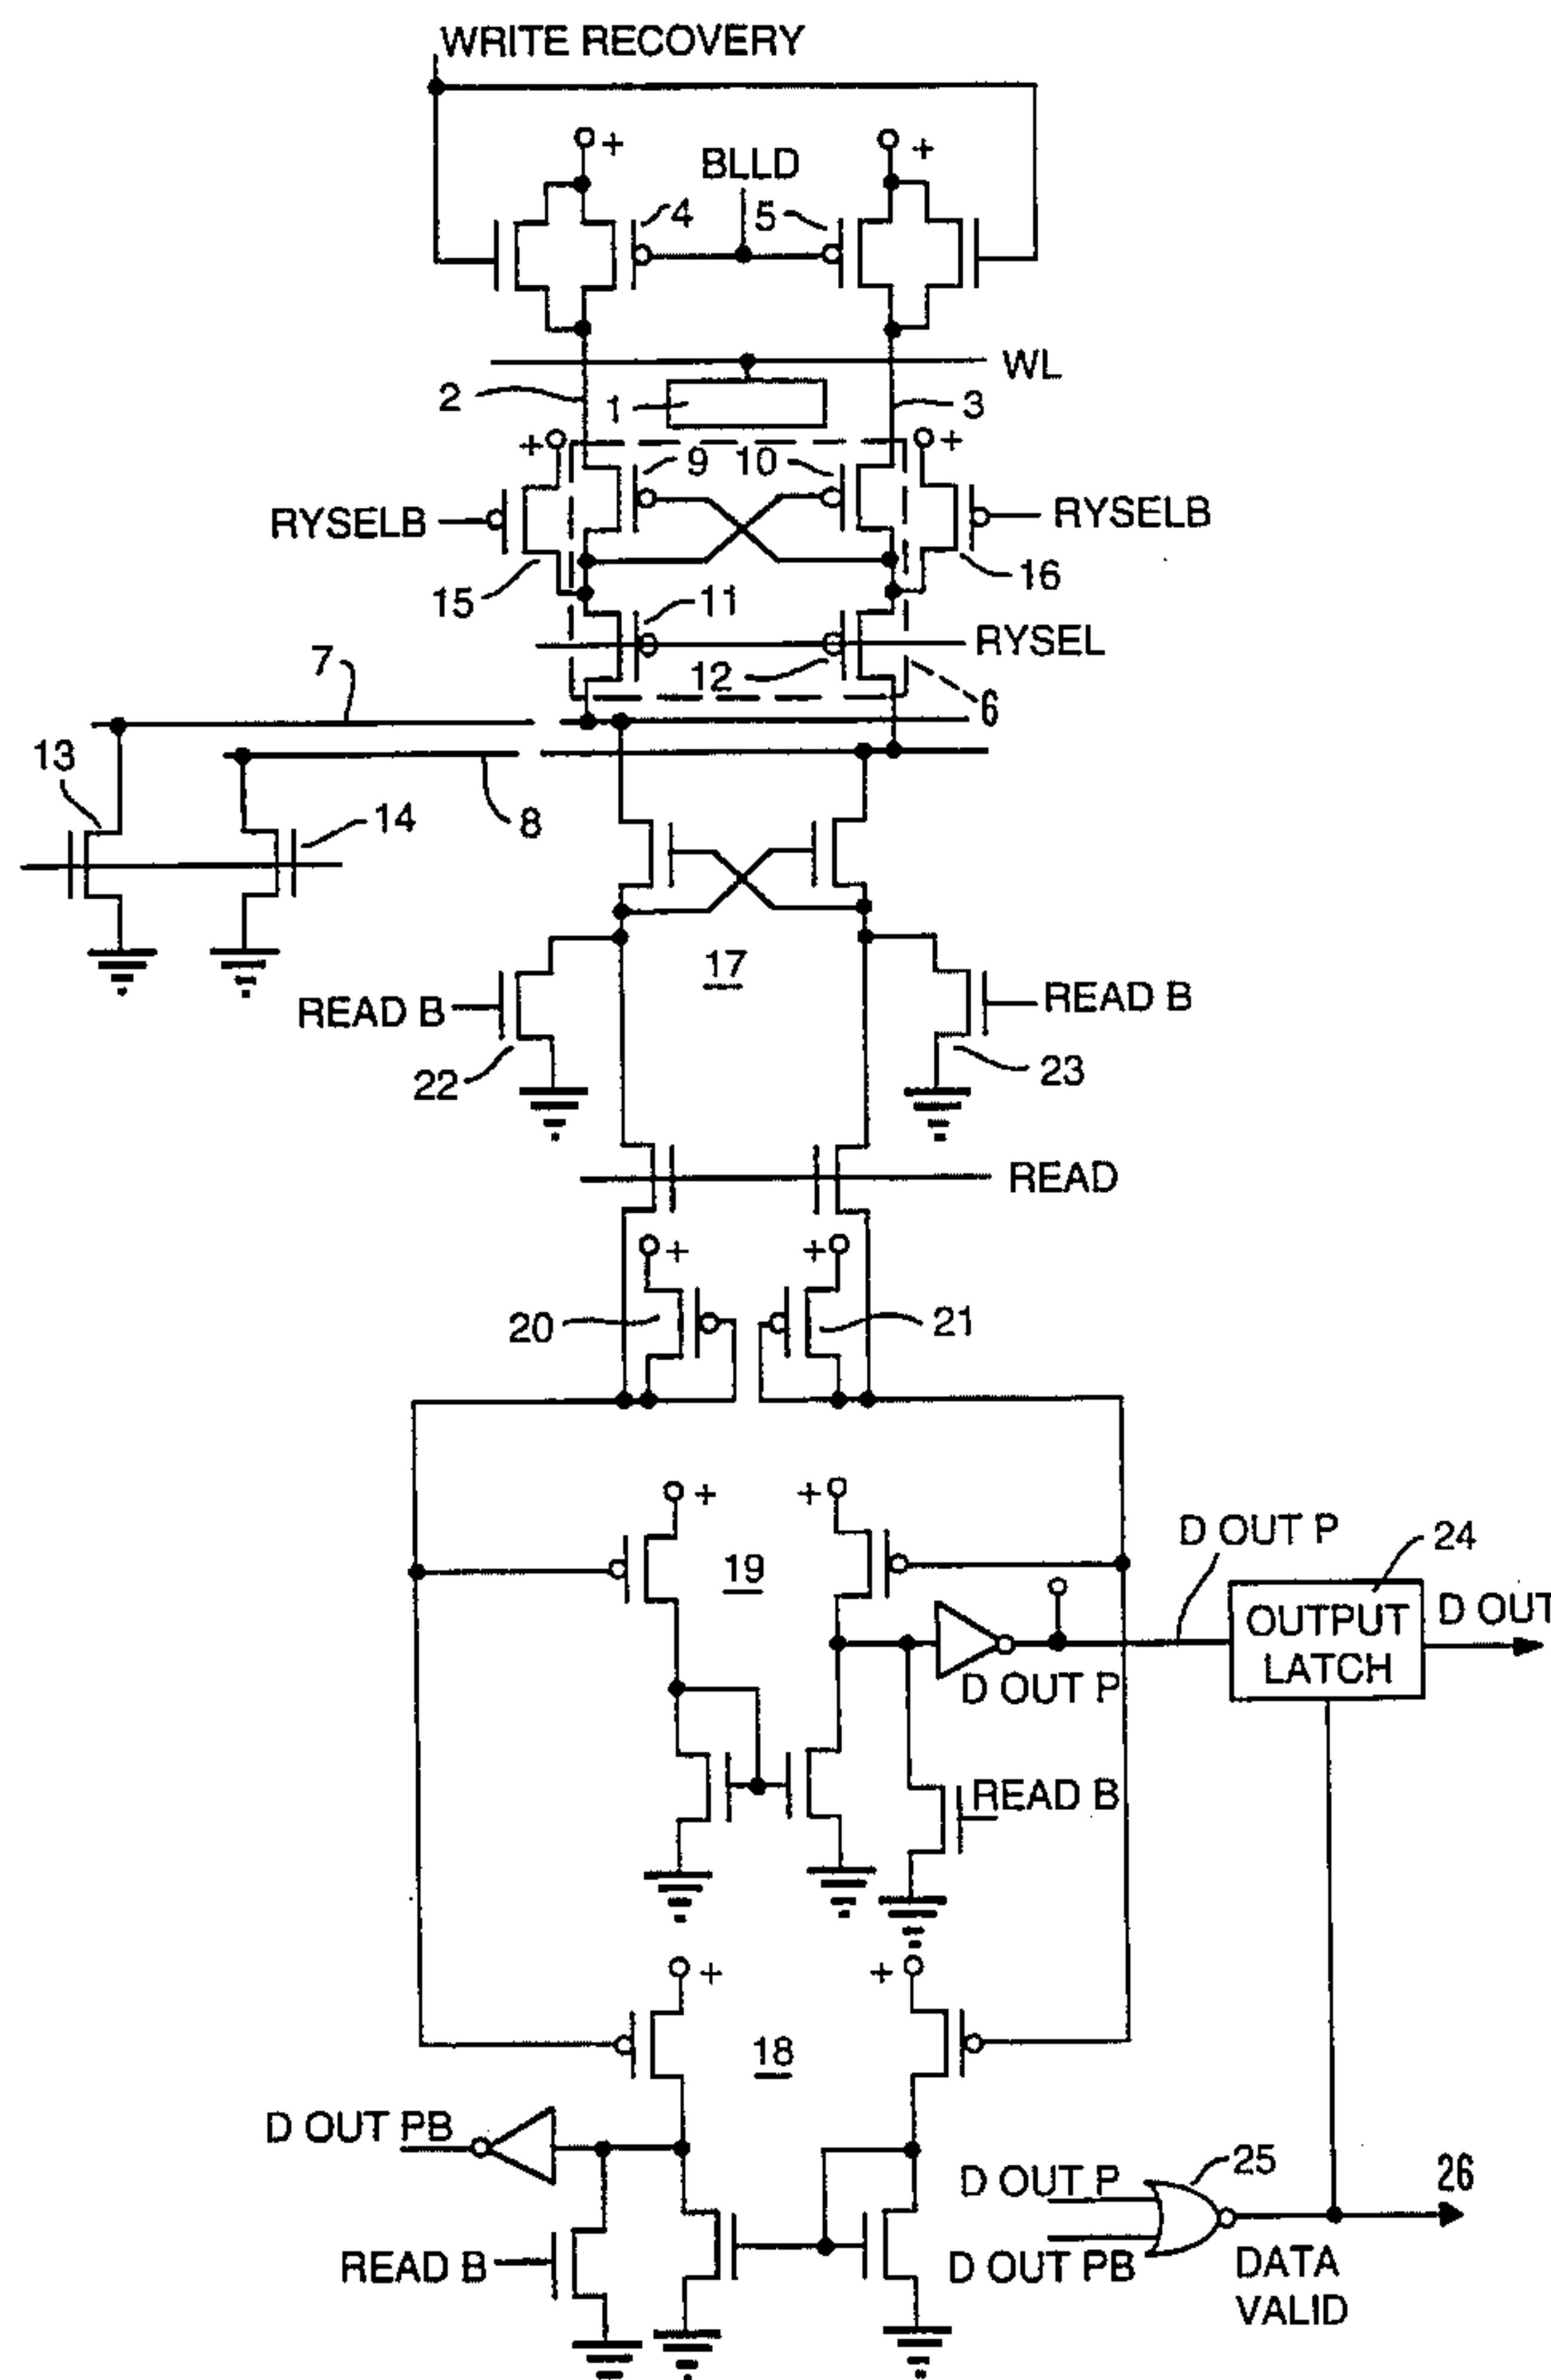 WRITE RECOVERY
+
+
BLLD
4
5
WL
2
1
3
+
+
9
10
RYSELB
RYSELB
15
16
11
RYSEL
12
7
6
13
14
8
17
READ B
READ B
22
23
READ
+
+
20
21
+
+
D OUT P
24
19
OUTPUT
LATCH
D OUT
D OUT P
READ B
+
+
18
D OUT PB
25
26
D OUT P
READ B
D OUT PB
DATA
VALID